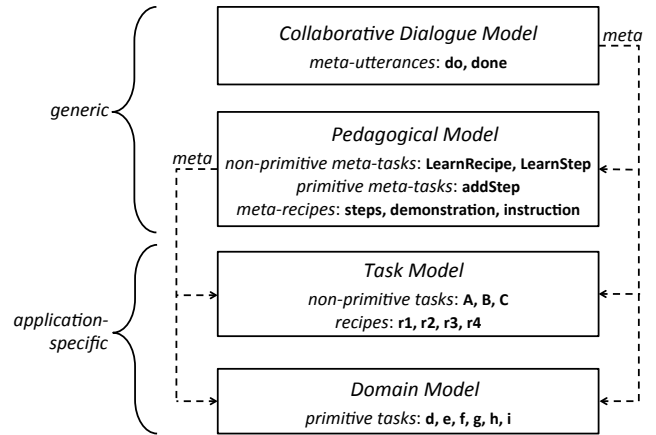 Collaborative Dialogue Model
meta-utterances: do, done
meta
generic
Pedagogical Model
non-primitive meta-tasks: LearnRecipe, LearnStep
primitive meta-tasks: addStep
meta-recipes: steps, demonstration, instruction
meta
application-
specific
Task Model
non-primitive tasks: A, B, C
recipes: r1, r2, r3, r4
Domain Model
primitive tasks: d, e, f, g, h, i